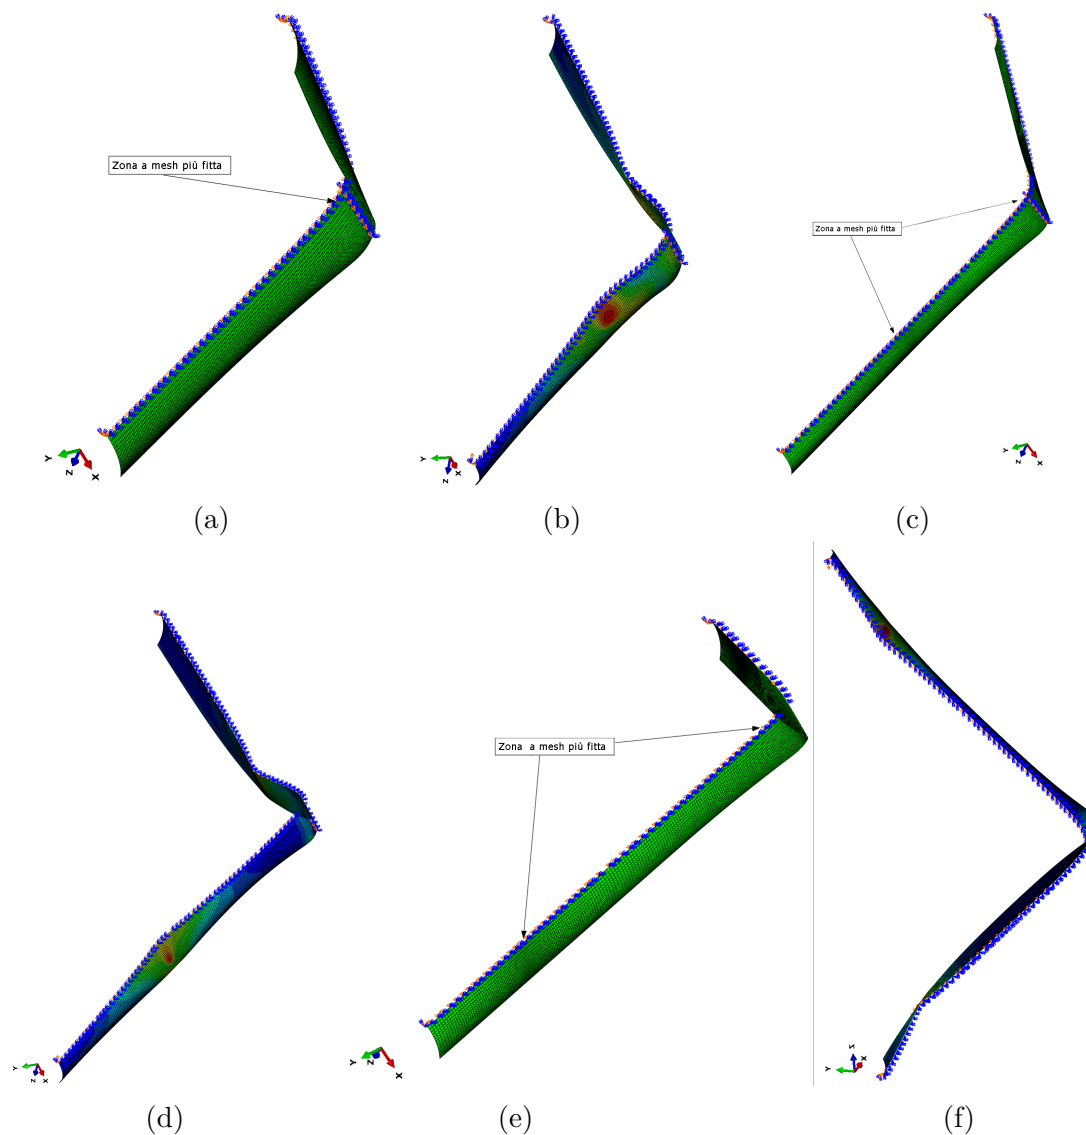 Zona a mesh più fitta
Y
Z
X
(a)
Y
Z
X
(b)
Zona a mesh più fitta
Y
Z
X
(c)
Y
Z
X
(d)
Zona a mesh più fitta
Y
Z
X
(e)
Z
Y
X
(f)